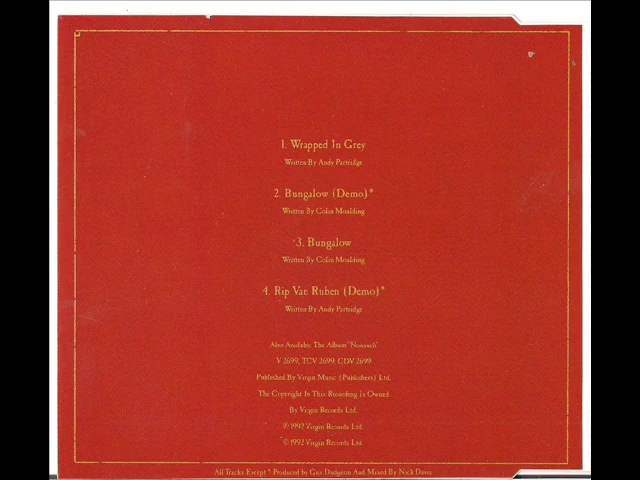 1. Wrapped In Grey
Written By Andy Partridge
2. Bungalow (Demo)*
Written By Colin Moulding
3. Bungalow
Written By Colin Moulding
4. Rip Van Ruben (Demo)*
Written By Andy Partridge
Also Available The Album 'Nonsuch'
V 2699, TCV 2699, CDV 2699
Published By Virgin Music (Publishers) Ltd.
The Copyright In This Recording Is Owned
By Virgin Records Ltd.
℗ 1992 Virgin Records Ltd.
© 1992 Virgin Records Ltd.
All Tracks Except * Produced by Gus Dudgeon And Mixed By Nick Davis